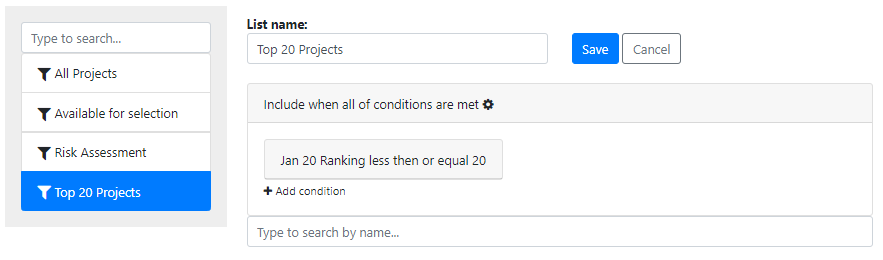 Type to search...
All Projects
Available for selection
Risk Assessment
Top 20 Projects
List name:
Top 20 Projects
Save
Cancel
Include when all of conditions are met
Jan 20 Ranking less then or equal 20
Add condition
Type to search by name...